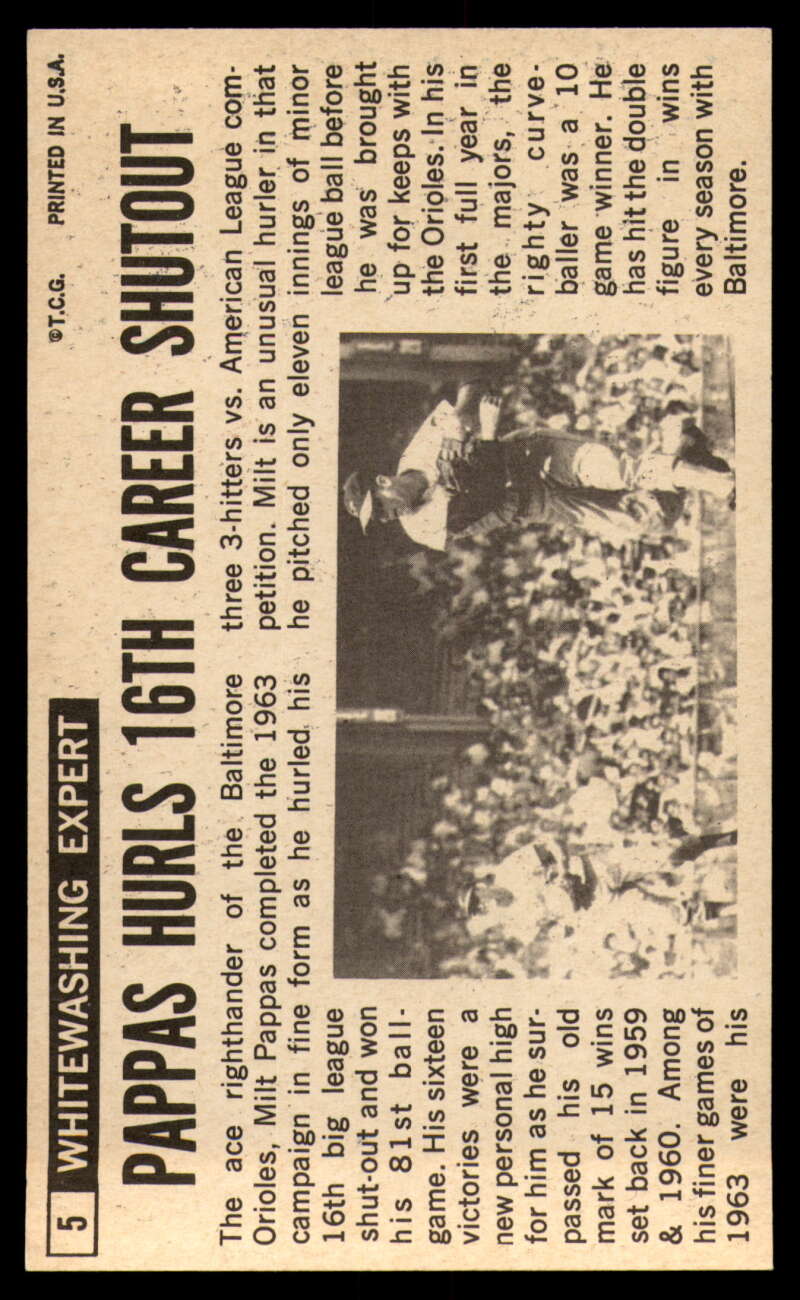 5 WHITEWASHING EXPERT ©T.C.G. PRINTED IN U.S.A.
PAPPAS HURLS 16TH CAREER SHUTOUT
The ace righthander of the Baltimore
Orioles, Milt Pappas completed the 1963
campaign in fine form as he hurled his
16th big league
shut-out and won
his 81st ball-
game. His sixteen
victories were a
new personal high
for him as he sur-
passed his old
mark of 15 wins
set back in 1959
& 1960. Among
his finer games of
1963 were his
three 3-hitters vs. American League com-
petition. Milt is an unusual hurler in that
he pitched only eleven innings of minor
league ball before
he was brought
up for keeps with
the Orioles. In his
first full year in
the majors, the
righty curve-
baller was a 10
game winner. He
has hit the double
figure in wins
every season with
Baltimore.